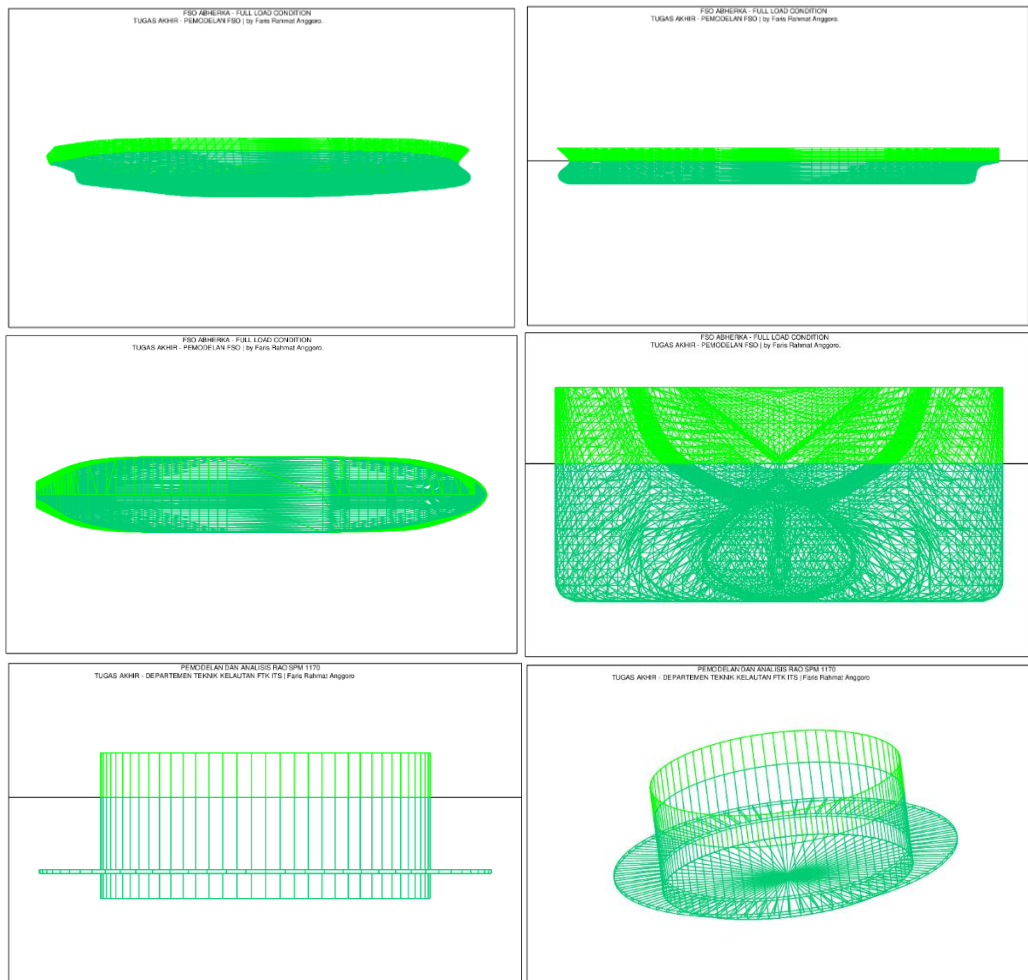 FSO ABHERKA - FULL LOAD CONDITION
TUGAS AKHIR - PEMODELAN FSO | by Faris Rahmat Anggoro.
FSO ABHERKA - FULL LOAD CONDITION
TUGAS AKHIR - PEMODELAN FSO | by Faris Rahmat Anggoro.
FSO ABHERKA - FULL LOAD CONDITION
TUGAS AKHIR - PEMODELAN FSO | by Faris Rahmat Anggoro.
FSO ABHERKA - FULL LOAD CONDITION
TUGAS AKHIR - PEMODELAN FSO | by Faris Rahmat Anggoro.
PEMODELAN DAN ANALISIS RAO SPM 1170
TUGAS AKHIR - DEPARTEMEN TEKNIK KELAUTAN FTK ITS | Faris Rahmat Anggoro
PEMODELAN DAN ANALISIS RAO SPM 1170
TUGAS AKHIR - DEPARTEMEN TEKNIK KELAUTAN FTK ITS | Faris Rahmat Anggoro